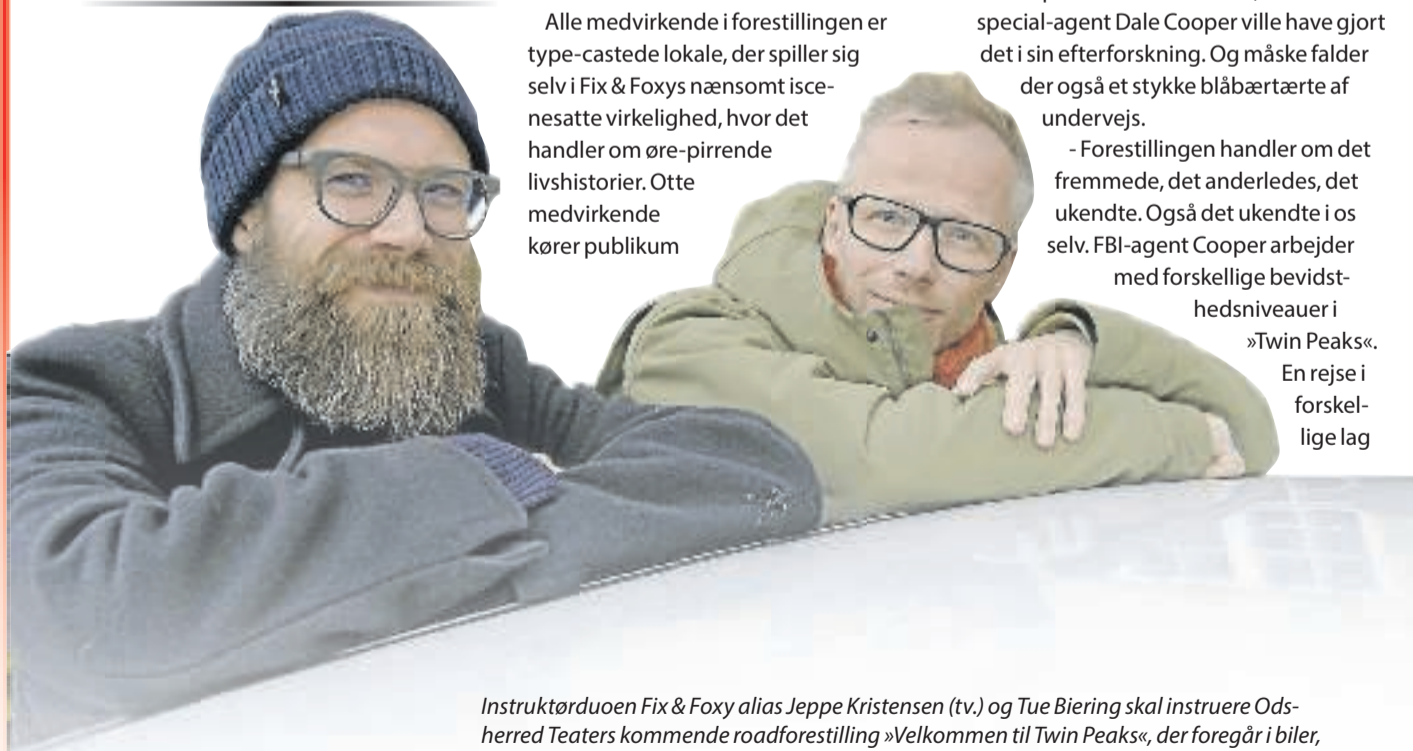 Alle medvirkende i forestillingen er
type-castede lokale, der spiller sig
selv i Fix & Foxys nænsomt isce-
nesatte virkelighed, hvor det
handler om øre-pirrende
livshistorier. Otte
medvirkende
kører publikum
special-agent Dale Cooper ville have gjort
det i sin efterforskning. Og måske falder
der også et stykke blåbærtærte af
undervejs.
- Forestillingen handler om det
fremmede, det anderledes, det
ukendte. Også det ukendte i os
selv. FBI-agent Cooper arbejder
med forskellige bevidst-
hedsniveauer i
»Twin Peaks«.
En rejse i
forskel-
lige lag
Instruktørduoen Fix & Foxy alias Jeppe Kristensen (tv.) og Tue Biering skal instruere Ods-
herred Teaters kommende roadforestilling »Velkommen til Twin Peaks«, der foregår i biler,